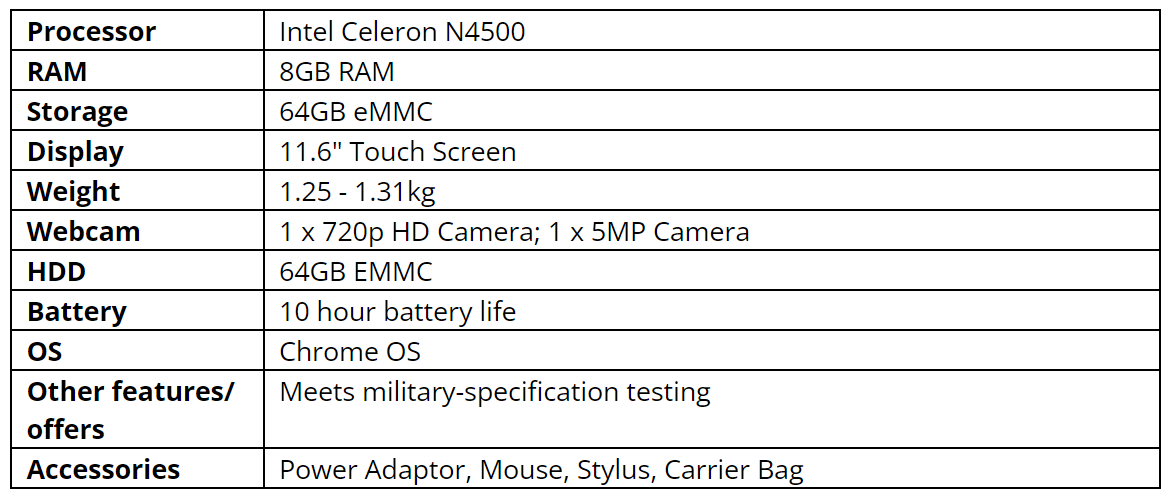 Processor Intel Celeron N4500
RAM 8GB RAM
Storage 64GB eMMC
Display 11.6" Touch Screen
Weight 1.25 - 1.31kg
Webcam 1 x 720p HD Camera; 1 x 5MP Camera
HDD 64GB EMMC
Battery 10 hour battery life
OS Chrome OS
Other features/ Meets military-specification testing
offers
Accessories Power Adaptor, Mouse, Stylus, Carrier Bag